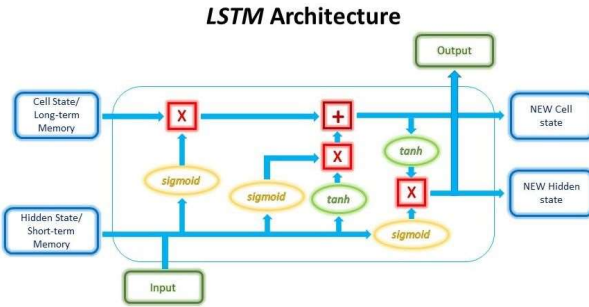 LSTM Architecture
Output
Cell State/
Long-term
Memory
X
+
NEW Cell
state
tanh
X
sigmoid
sigmoid
tanh
X
NEW Hidden
state
Hidden State/
Short-term
Memory
sigmoid
Input